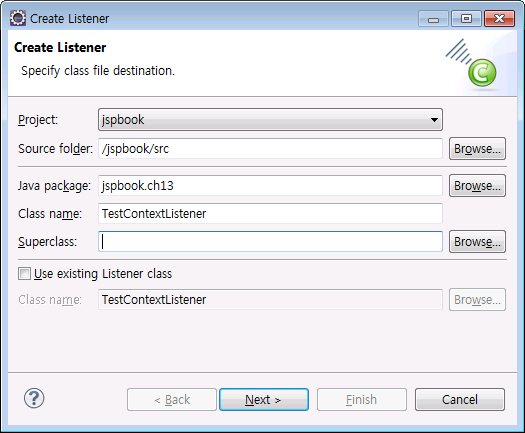 Create Listener
Create Listener
Specify class file destination.
Project: jspbook
Source folder: /jspbook/src Browse...
Java package: jspbook.ch13 Browse...
Class name: TestContextListener
Superclass: Browse...
Use existing Listener class
Class name: TestContextListener Browse...
? < Back Next > Finish Cancel